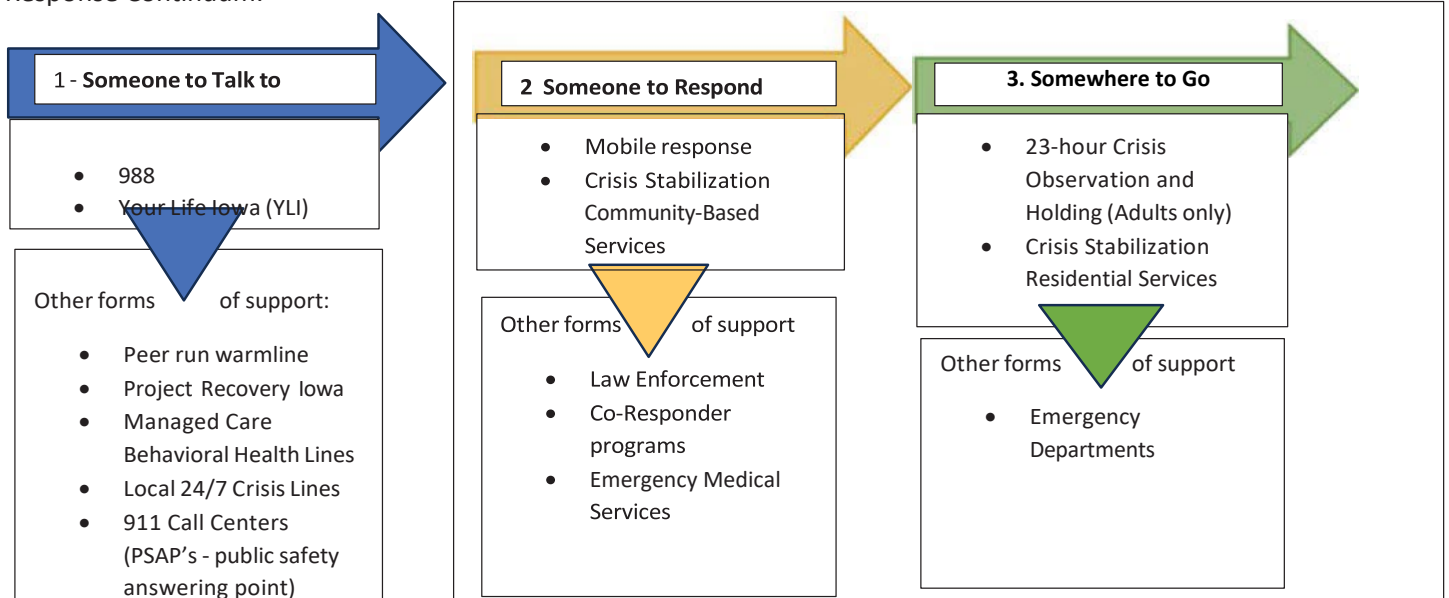 Response Continuum:
1 - Someone to Talk to
• 988
• Your Life Iowa (YLI)
Other forms of support:
• Peer run warmline
• Project Recovery Iowa
• Managed Care
Behavioral Health Lines
• Local 24/7 Crisis Lines
• 911 Call Centers
(PSAP's - public safety
answering point)
2 Someone to Respond
• Mobile response
• Crisis Stabilization
Community-Based
Services
Other forms of support
• Law Enforcement
• Co-Responder
programs
• Emergency Medical
Services
3. Somewhere to Go
• 23-hour Crisis
Observation and
Holding (Adults only)
• Crisis Stabilization
Residential Services
Other forms of support
• Emergency
Departments